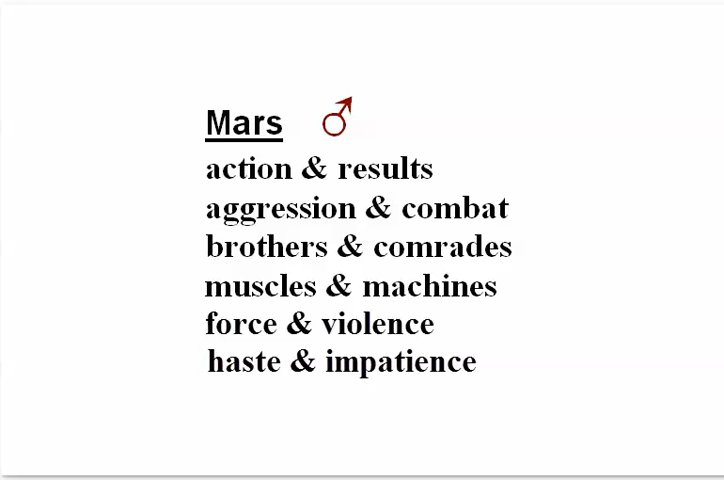 Mars ♂
action & results
aggression & combat
brothers & comrades
muscles & machines
force & violence
haste & impatience